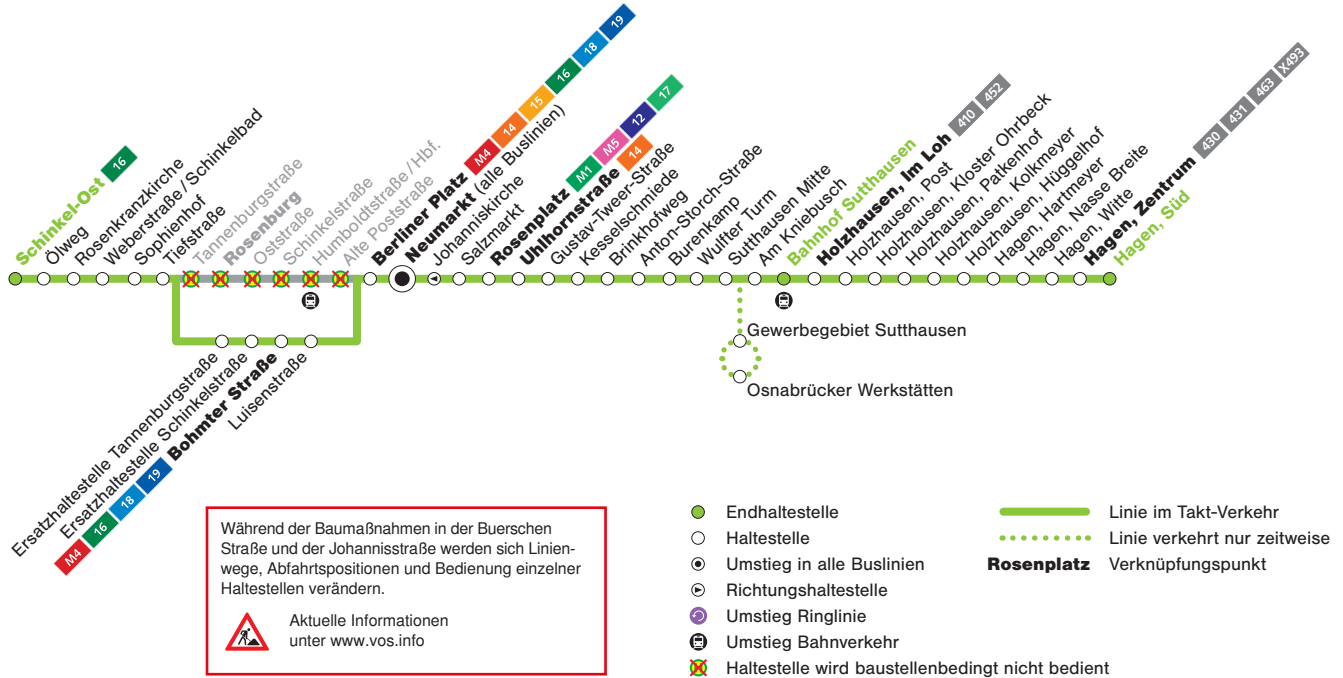 Schinkel-Ost 16
Ölweg
Rosenkranzkirche
Weberstraße/Schinkelbad
Sophienhof
Tiefstraße
Tannenburgstraße
Rosenburg
Oststraße
Schinkelstraße
Humboldtstraße/Hbf.
Alte Poststraße
Berliner Platz M4 14 15 16 18 19
Neumarkt (alle Buslinien)
Johanniskirche
Salzmarkt
Rosenplatz M1 M5 12 17
Uhlhornstraße 14
Gustav-Tweer-Straße
Kesselschmiede
Brinkhofweg
Anton-Storch-Straße
Burenkamp
Wulfter Turm
Sutthausen Mitte
Am Kniebusch
Bahnhof Sutthausen
Holzhausen, Im Loh 410 452
Holzhausen, Post
Holzhausen, Kloster Ohrbeck
Holzhausen, Patkenhof
Holzhausen, Kolkmeyer
Holzhausen, Hüggelhof
Hagen, Hartmeyer
Hagen, Nasse Breite
Hagen, Witte
Hagen, Zentrum 430 431 463 X493
Hagen, Süd
Ersatzhaltestelle Tannenburgstraße
Ersatzhaltestelle Schinkelstraße
M4 16 18 19 Bohmter Straße
Luisenstraße
Gewerbegebiet Sutthausen
Osnabrücker Werkstätten
Während der Baumaßnahmen in der Buerschen
Straße und der Johannisstraße werden sich Linien-
wege, Abfahrtspositionen und Bedienung einzelner
Haltestellen verändern.
Aktuelle Informationen
unter www.vos.info
Endhaltestelle
Haltestelle
Umstieg in alle Buslinien
Richtungshaltestelle
Umstieg Ringlinie
Umstieg Bahnverkehr
Haltestelle wird baustellenbedingt nicht bedient
Linie im Takt-Verkehr
Linie verkehrt nur zeitweise
Rosenplatz Verknüpfungspunkt